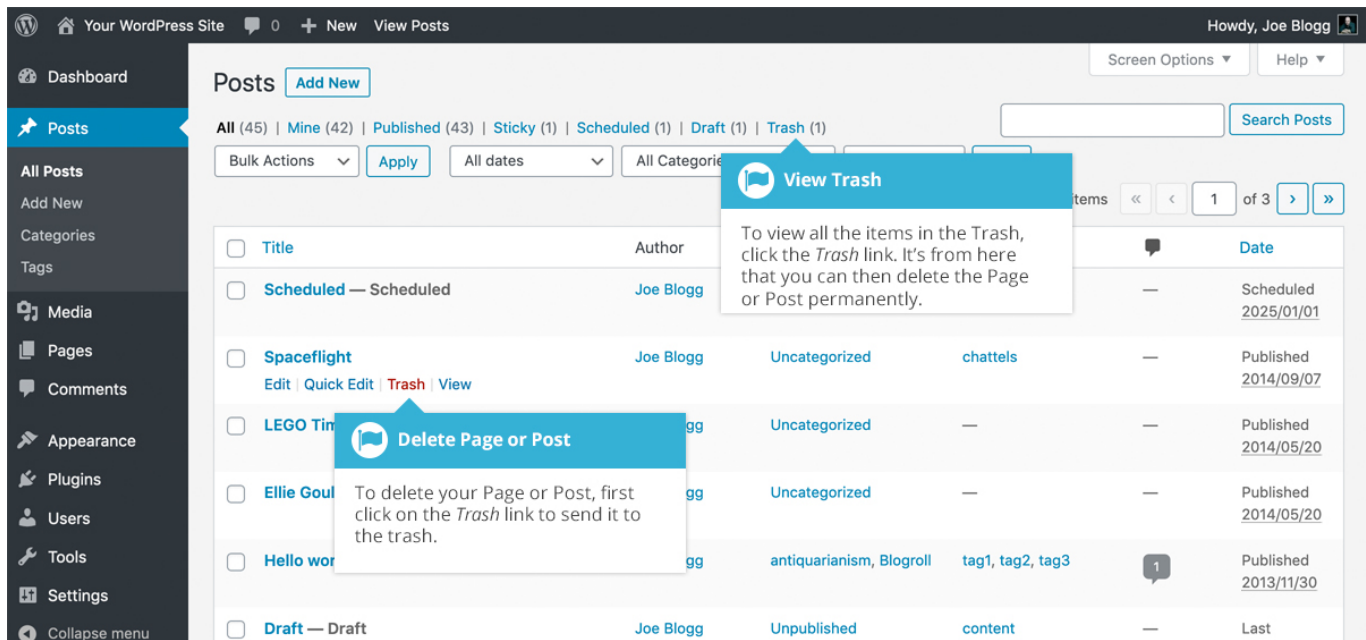 Your WordPress Site 0 + New View Posts Howdy, Joe Blogg
Screen Options ▼ Help ▼
Dashboard
Posts
All Posts
Add New
Categories
Tags
Media
Pages
Comments
Appearance
Plugins
Users
Tools
Settings
Collapse menu
Posts Add New
All (45) | Mine (42) | Published (43) | Sticky (1) | Scheduled (1) | Draft (1) | Trash (1)
Search Posts
Bulk Actions Apply All dates All
View Trash
To view all the items in the Trash,
click the Trash link. It's from here
that you can then delete the Page
or Post permanently.
items « ‹ 1 of 3 › »
Title Author Date
Scheduled — Scheduled Joe Blogg — Scheduled
2025/01/01
Spaceflight Joe Blogg Uncategorized chattels — Published
Edit | Quick Edit | Trash | View 2014/09/07
LEGO Uncategorized — — Published
2014/05/20
Delete Page or Post
To delete your Page or Post, first
click on the Trash link to send it to
the trash.
Ellie Uncategorized — — Published
2014/05/20
Hello antiquarianism, Blogroll tag1, tag2, tag3 1 Published
2013/11/30
Draft — Draft Joe Blogg Unpublished content — Last